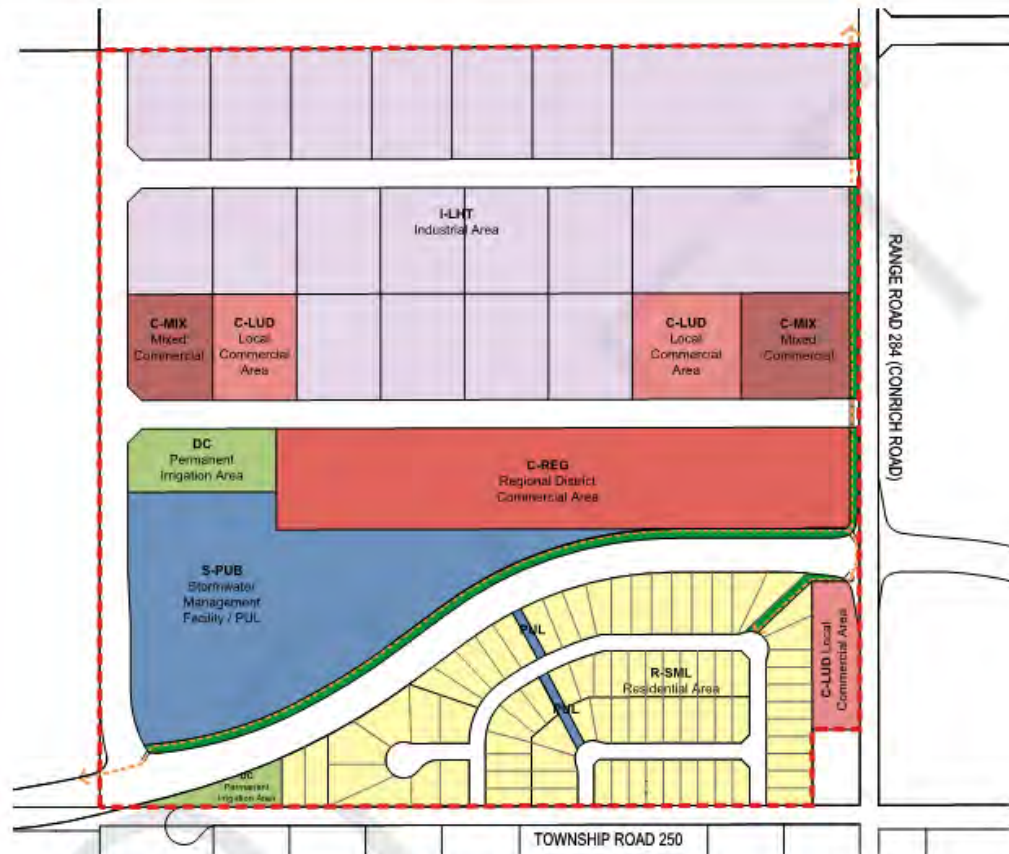 I-LHT
Industrial Area
RANGE ROAD 284 (CONRICH ROAD)
C-MIX
Mixed
Commercial
C-LUD
Local
Commercial
Area
C-LUD
Local
Commercial
Area
C-MIX
Mixed
Commercial
DC
Permanent
Irrigation Area
C-REG
Regional District
Commercial Area
S-PUB
Stormwater
Management
Facility / PUL
PUL
R-SML
Residential Area
PUL
C-LUD Local
Commercial Area
DC
Permanent
Irrigation Area
TOWNSHIP ROAD 250